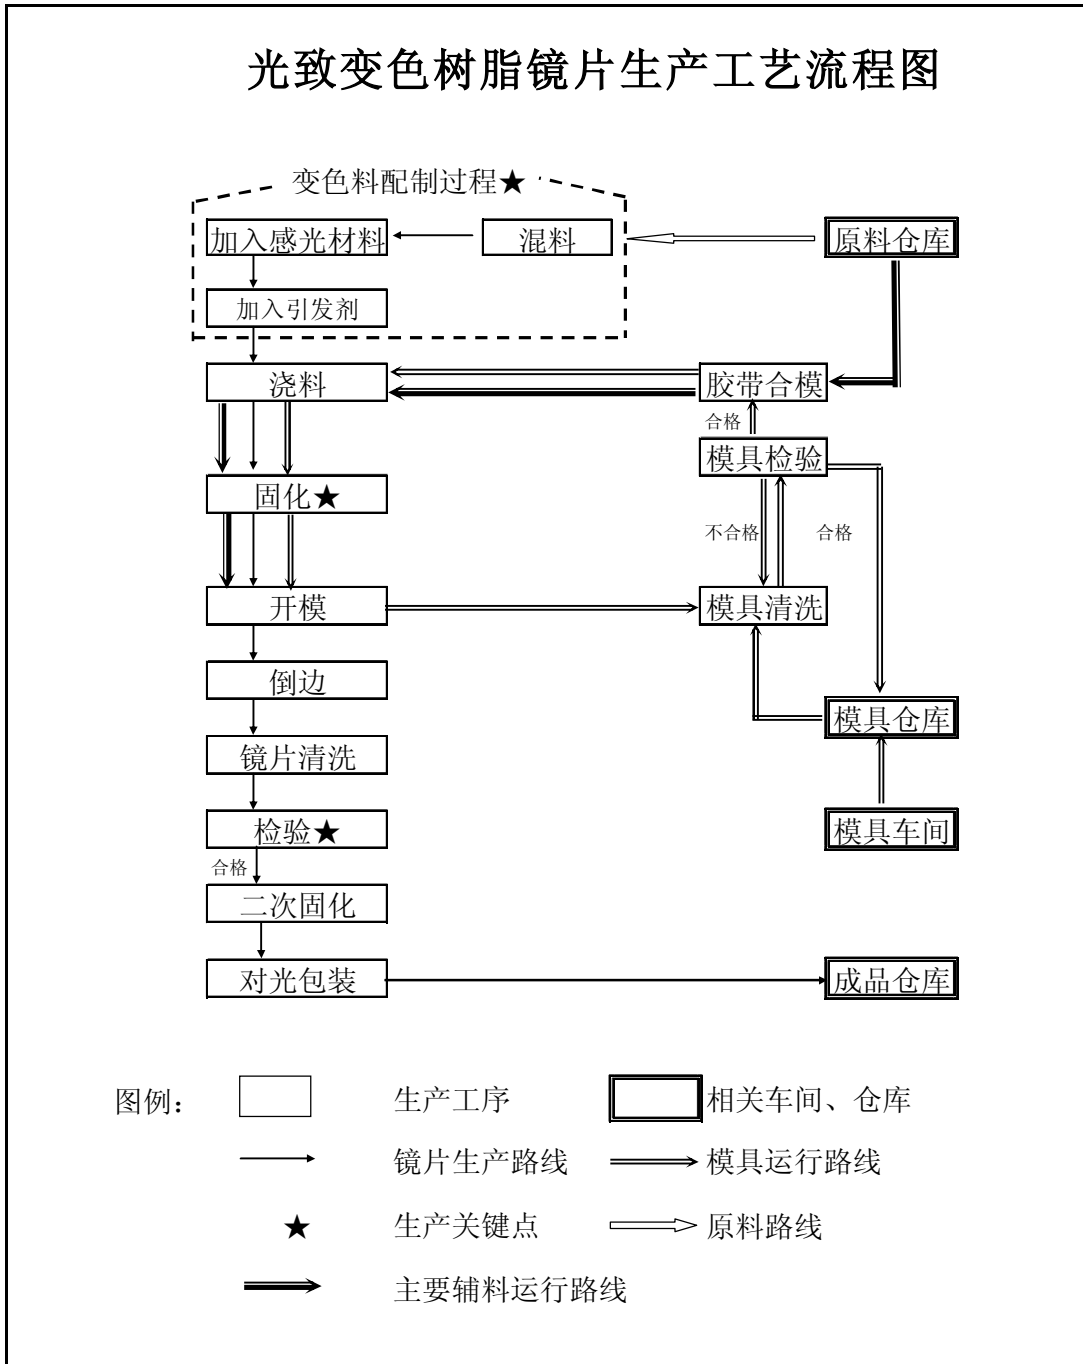 光致变色树脂镜片生产工艺流程图
变色料配制过程★
加入感光材料
混料
原料仓库
加入引发剂
浇料
胶带合模
合格
模具检验
固化★
不合格
合格
开模
模具清洗
倒边
模具仓库
镜片清洗
检验★
模具车间
合格
二次固化
对光包装
成品仓库
图例：
生产工序
相关车间、仓库
镜片生产路线
模具运行路线
★
生产关键点
原料路线
主要辅料运行路线